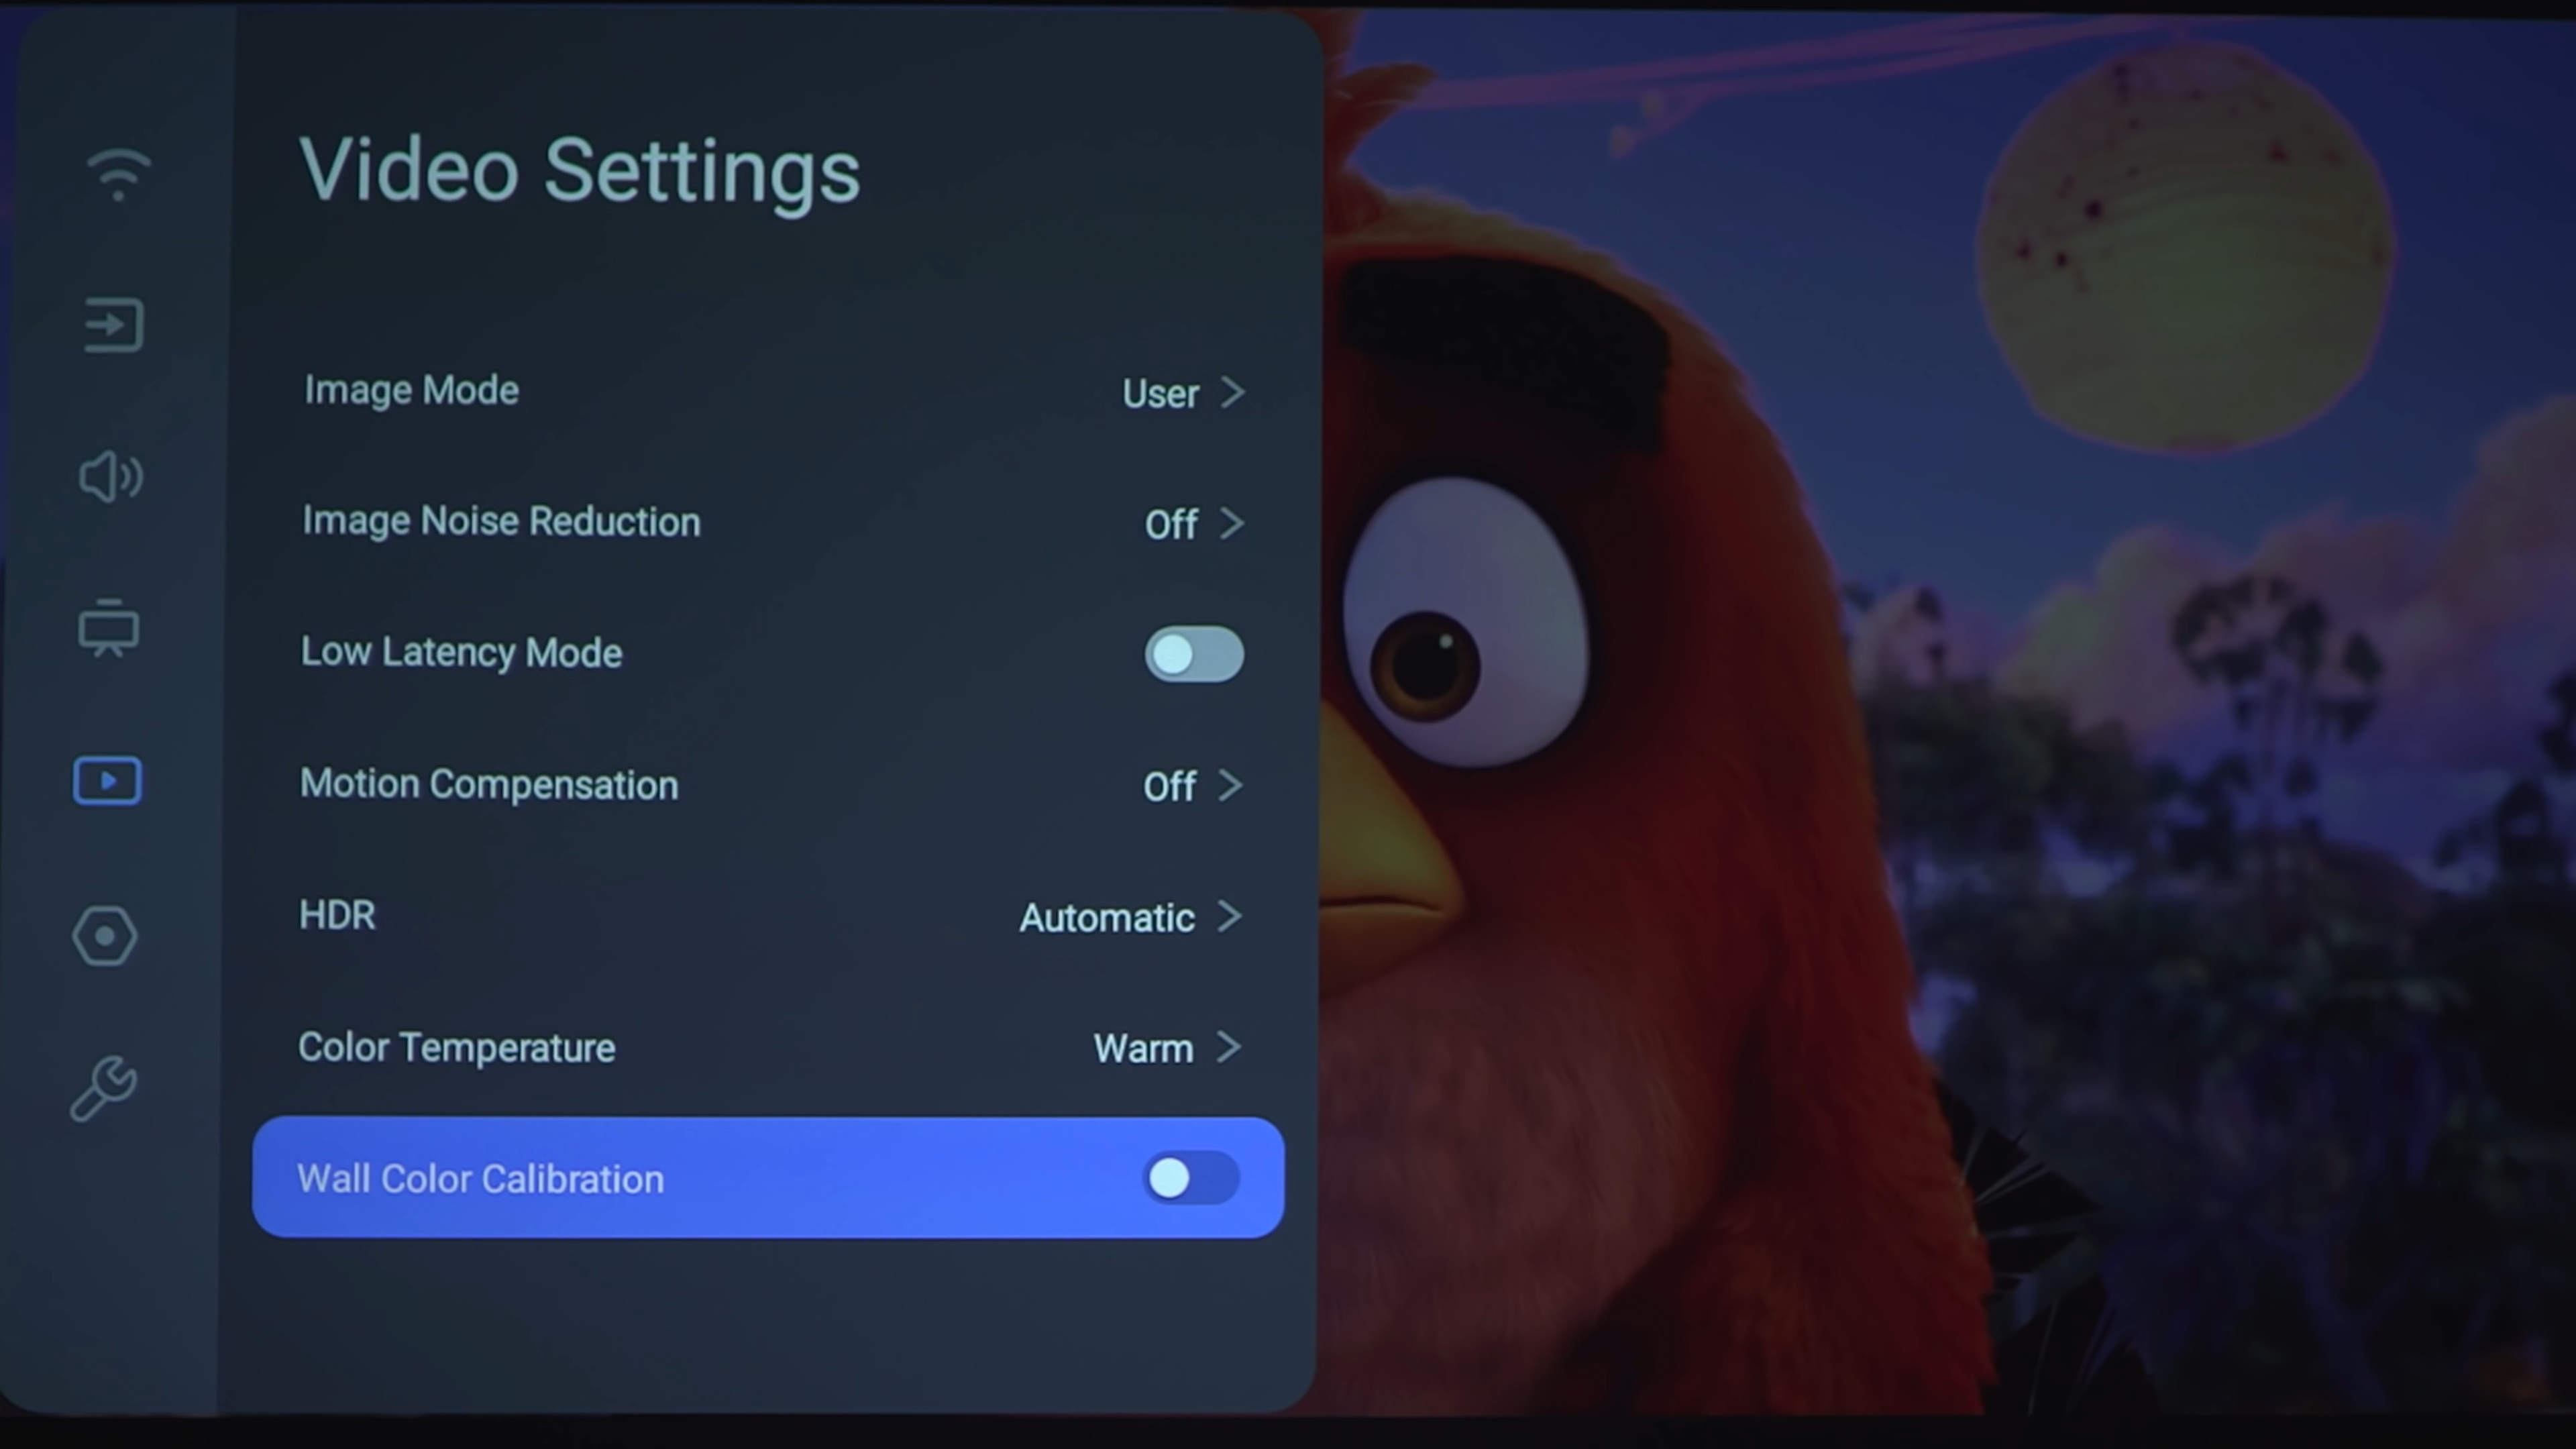 Video Settings
Image Mode User
Image Noise Reduction Off
Low Latency Mode
Motion Compensation Off
HDR Automatic
Color Temperature Warm
Wall Color Calibration